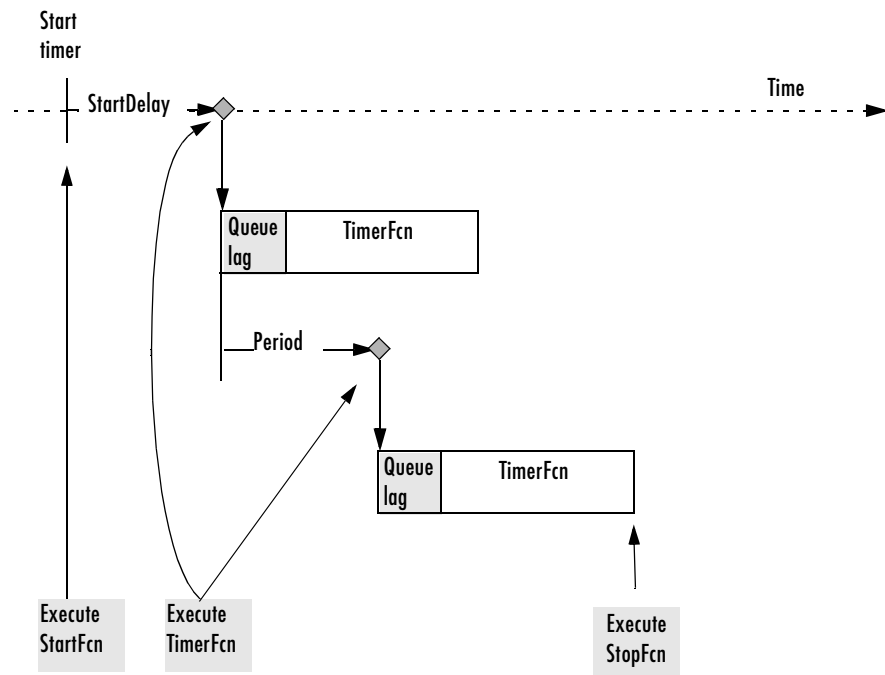 Start
timer
StartDelay
Time
Queue
lag
TimerFcn
Period
Queue
lag
TimerFcn
Execute
StartFcn
Execute
TimerFcn
Execute
StopFcn